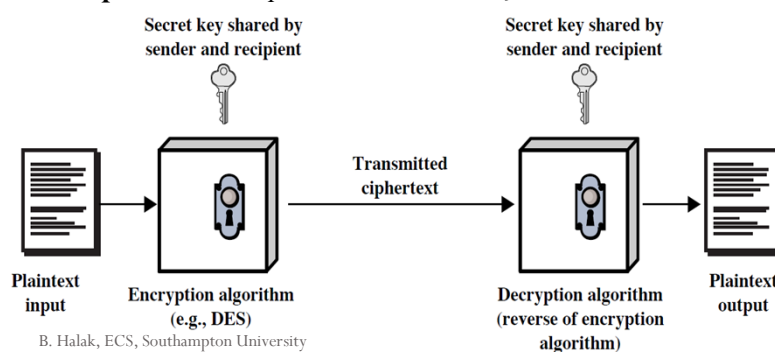 Secret key shared by
sender and recipient
Secret key shared by
sender and recipient
Transmitted
ciphertext
Plaintext
input
Encryption algorithm
(e.g., DES)
Decryption algorithm
(reverse of encryption
algorithm)
Plaintext
output
B. Halak, ECS, Southampton University